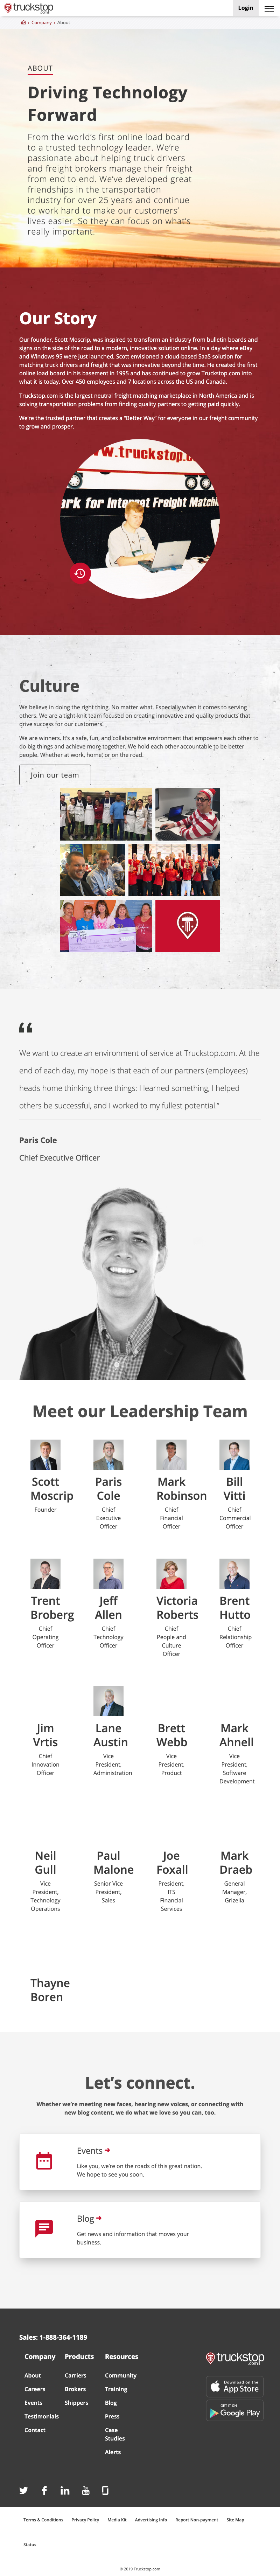 truckstop.com
Login
Company › About
ABOUT
Driving Technology
Forward
From the world's first online load board
to a trusted technology leader. We're
passionate about helping truck drivers
and freight brokers manage their freight
from end to end. We've developed great
friendships in the transportation
industry for over 25 years and continue
to work hard to make our customers'
lives easier. So they can focus on what's
really important.
Our Story
Our founder, Scott Moscrip, was inspired to transform an industry from bulletin boards and
signs on the side of the road to a modern, innovative solution online. In a day where eBay
and Windows 95 were just launched, Scott envisioned a cloud-based SaaS solution for
matching truck drivers and freight that was innovative beyond the time. He created the first
online load board in his basement in 1995 and has continued to grow Truckstop.com into
what it is today. Over 450 employees and 7 locations across the US and Canada.
Truckstop.com is the largest neutral freight matching marketplace in North America and is
solving transportation problems from finding quality partners to getting paid quickly.
We're the trusted partner that creates a "Better Way" for everyone in our freight community
to grow and prosper.
www.truckstop.
ark for Internet Freight Match
Culture
We believe in doing the right thing. No matter what. Especially when it comes to serving
others. We are a tight-knit team focused on creating innovative and quality products that
drive success for our customers.
We are winners. It's a safe, fun, and collaborative environment that empowers each other to
do big things and achieve more together. We hold each other accountable to be better
people. Whether at work, home, or on the road.
Join our team
We want to create an environment of service at Truckstop.com. At the
end of each day, my hope is that each of our partners (employees)
heads home thinking three things: I learned something, I helped
others be successful, and I worked to my fullest potential."
Paris Cole
Chief Executive Officer
Meet our Leadership Team
Scott Moscrip
Founder
Paris Cole
Chief Executive Officer
Mark Robinson
Chief Financial Officer
Bill Vitti
Chief Commercial Officer
Trent Broberg
Chief Operating Officer
Jeff Allen
Chief Technology Officer
Victoria Roberts
Chief People and Culture Officer
Brent Hutto
Chief Relationship Officer
Jim Vrtis
Chief Innovation Officer
Lane Austin
Vice President, Administration
Brett Webb
Vice President, Product
Mark Ahnell
Vice President, Software Development
Neil Gull
Vice President, Technology Operations
Paul Malone
Senior Vice President, Sales
Joe Foxall
President, ITS Financial Services
Mark Draeb
General Manager, Grizella
Thayne Boren
Let's connect.
Whether we're meeting new faces, hearing new voices, or connecting with
new blog content, we do what we love so you can, too.
Events
Like you, we're on the roads of this great nation.
We hope to see you soon.
Blog
Get news and information that moves your
business.
Sales: 1-888-364-1189
Company
About
Careers
Events
Testimonials
Contact
Products
Carriers
Brokers
Shippers
Resources
Community
Training
Blog
Press
Case
Studies
Alerts
truckstop.com
Download on the
App Store
GET IT ON
Google Play
Terms & Conditions Privacy Policy Media Kit Advertising Info Report Non-payment Site Map
Status
© 2019 Truckstop.com